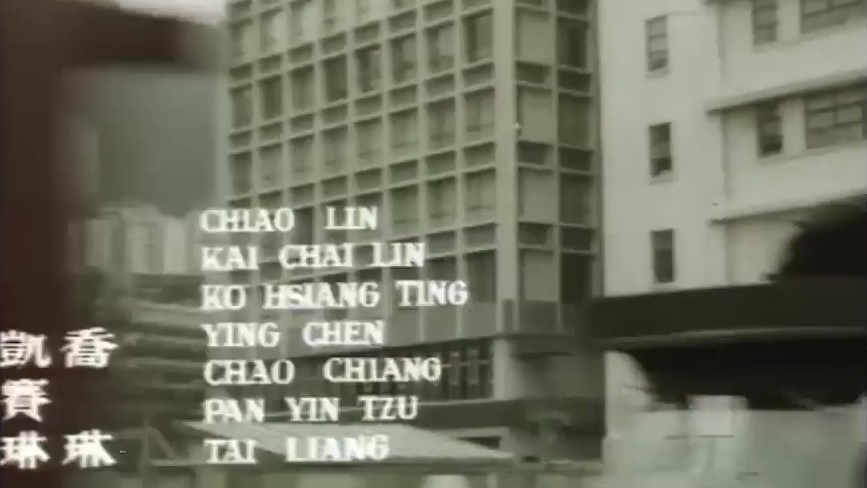 CHIAO LIN
KAI CHAI LIN
KO HSIANG TING
YING CHEN
CHAO CHIANG
PAN YIN TZU
TAI LIANG
喬琳
凱賽琳